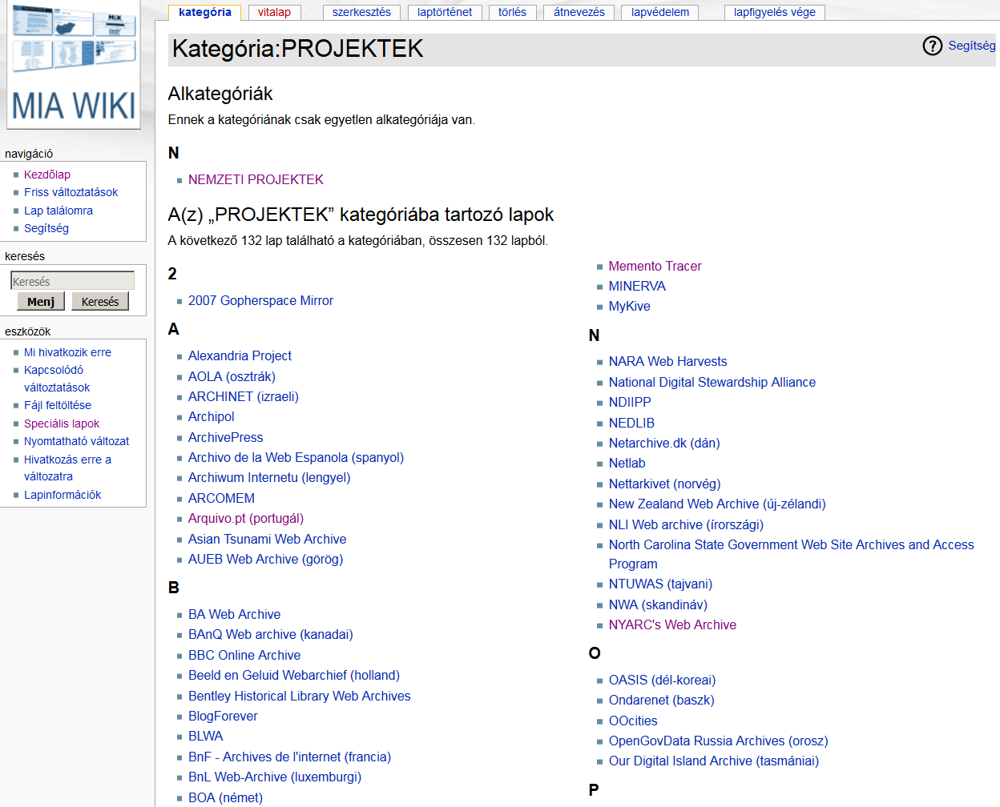 kategória
vitalap
szerkesztés
laptörténet
törlés
átnevezés
lapvédelem
lapfigyelés vége
HiX
MIA WIKI
navigáció
Kezdőlap
Friss változtatások
Lap találomra
Segítség
keresés
Keresés
Menj
Keresés
eszközök
Mi hivatkozik erre
Kapcsolódó
változtatások
Fájl feltöltése
Speciális lapok
Nyomtatható változat
Hivatkozás erre a
változatra
Lapinformációk
Kategória:PROJEKTEK
Segítség
Alkategóriák
Ennek a kategóriának csak egyetlen alkategóriája van.
N
NEMZETI PROJEKTEK
A(z) „PROJEKTEK” kategóriába tartozó lapok
A következő 132 lap található a kategóriában, összesen 132 lapból.
2
2007 Gopherspace Mirror
A
Alexandria Project
AOLA (osztrák)
ARCHINET (izraeli)
Archipol
ArchivePress
Archivo de la Web Espanola (spanyol)
Archiwum Internetu (lengyel)
ARCOMEM
Arquivo.pt (portugál)
Asian Tsunami Web Archive
AUEB Web Archive (görög)
B
BA Web Archive
BAnQ Web archive (kanadai)
BBC Online Archive
Beeld en Geluid Webarchief (holland)
Bentley Historical Library Web Archives
BlogForever
BLWA
BnF - Archives de l'internet (francia)
BnL Web-Archive (luxemburgi)
BOA (német)
Memento Tracer
MINERVA
MyKive
N
NARA Web Harvests
National Digital Stewardship Alliance
NDIIPP
NEDLIB
Netarchive.dk (dán)
Netlab
Nettarkivet (norvég)
New Zealand Web Archive (új-zélandi)
NLI Web archive (írországi)
North Carolina State Government Web Site Archives and Access
Program
NTUWAS (tajvani)
NWA (skandináv)
NYARC's Web Archive
O
OASIS (dél-koreai)
Ondarenet (baszk)
OOcities
OpenGovData Russia Archives (orosz)
Our Digital Island Archive (tasmániai)
P